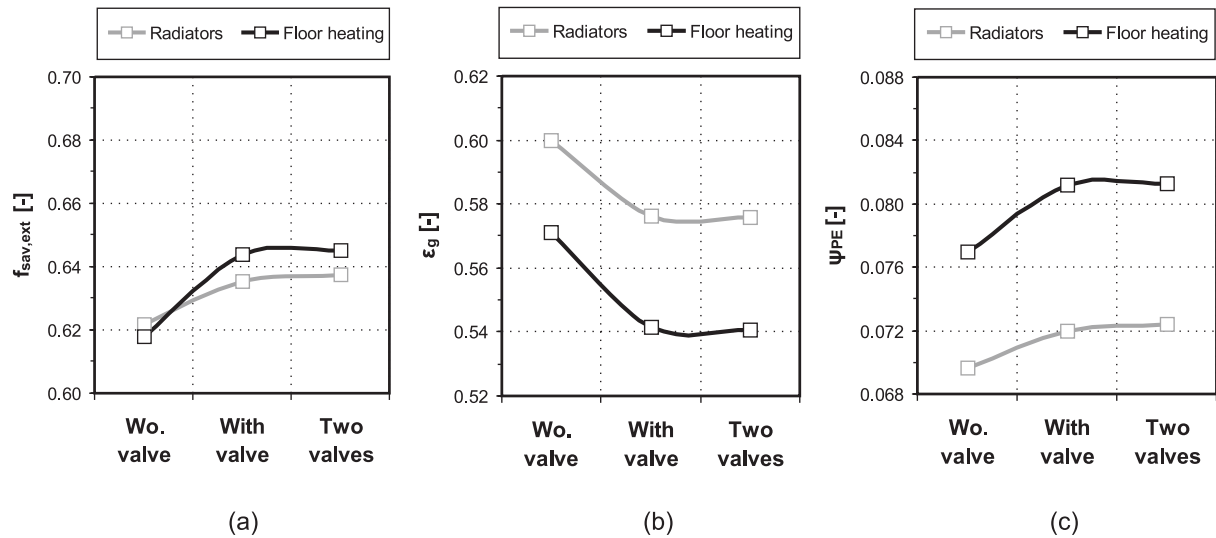 Radiators Floor heating
0.70
0.68
0.66
0.64
0.62
0.60
fsav,ext [-]
Wo. valve
With valve
Two valves
(a)
Radiators Floor heating
0.62
0.60
0.58
0.56
0.54
0.52
εg [-]
Wo. valve
With valve
Two valves
(b)
Radiators Floor heating
0.088
0.084
0.080
0.076
0.072
0.068
ψPE [-]
Wo. valve
With valve
Two valves
(c)